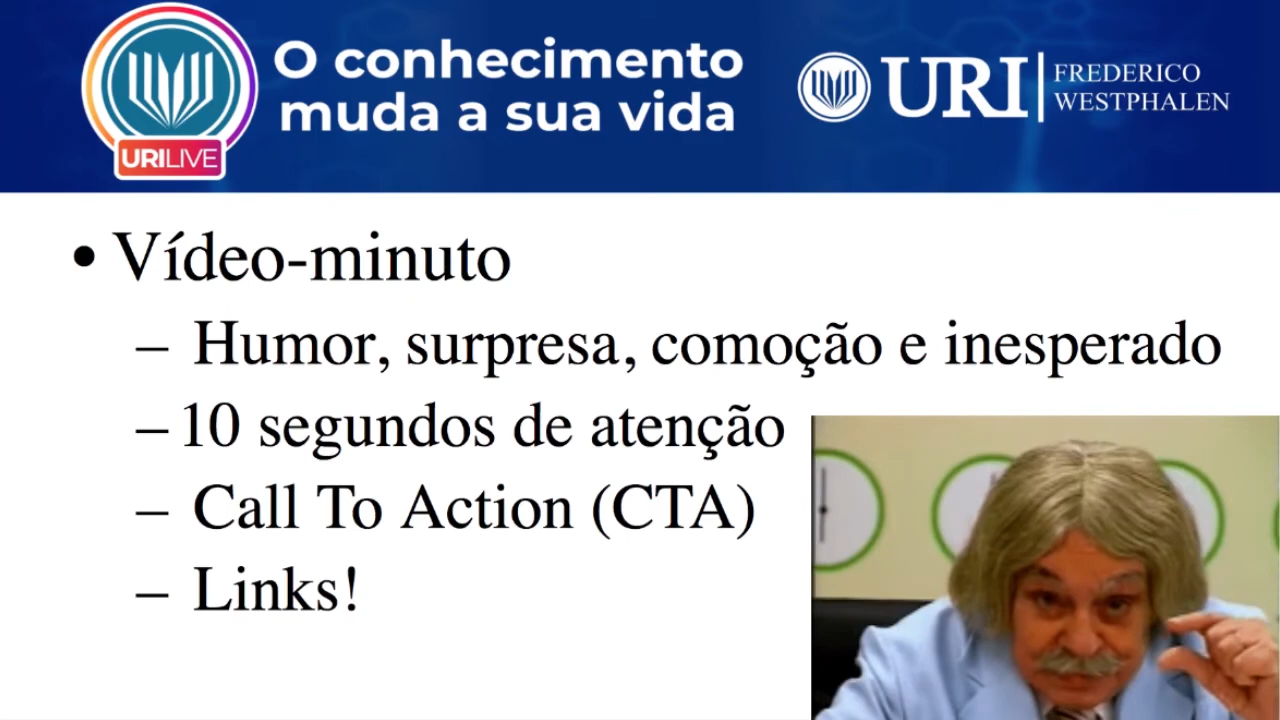 O conhecimento
muda a sua vida
URILIVE
URI
FREDERICO
WESTPHALEN
• Vídeo-minuto
– Humor, surpresa, comoção e inesperado
–10 segundos de atenção
– Call To Action (CTA)
– Links!